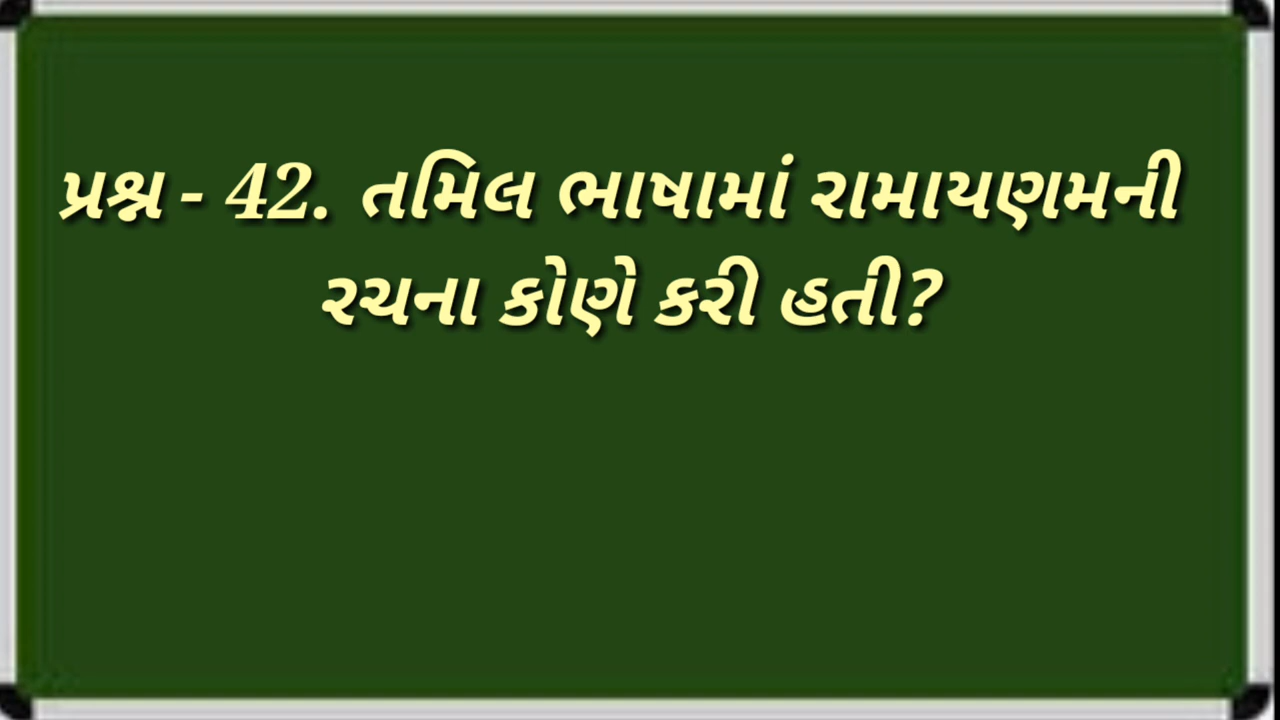 પ્રશ્ન - 42. તમિલ ભાષામાં રામાયણમની
રચના કોણે કરી હતી?